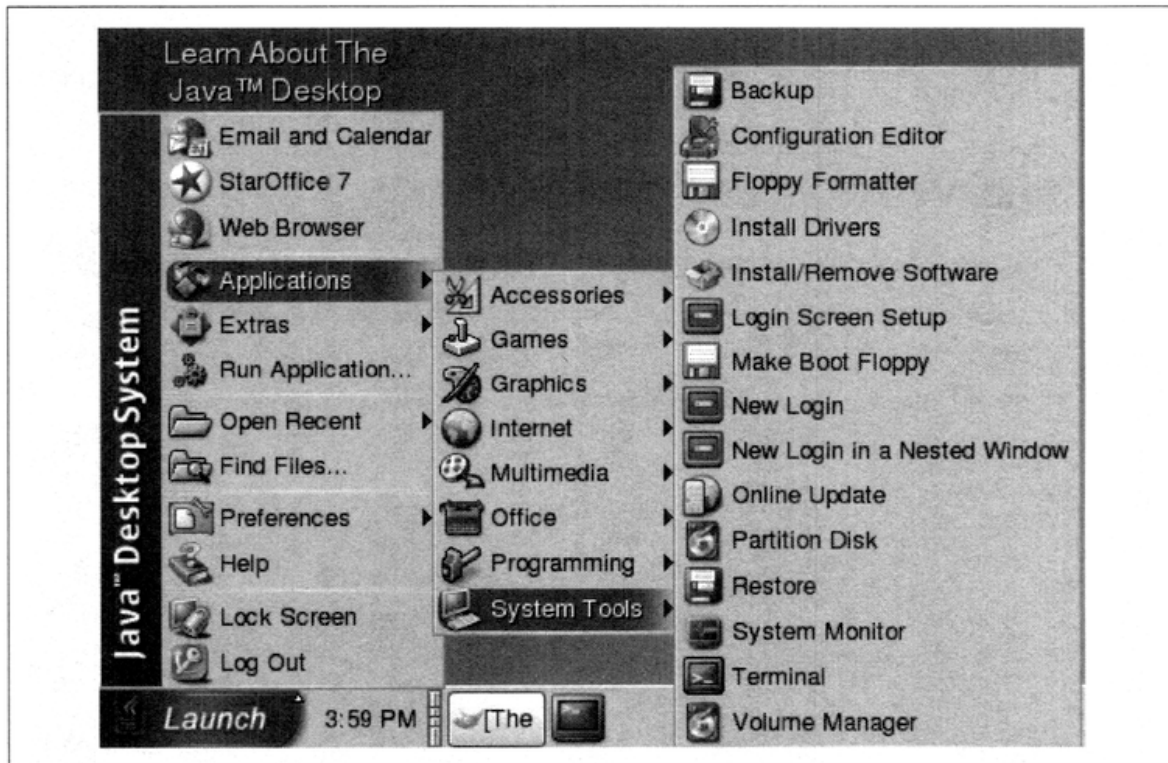 Learn About The
Java™ Desktop
Java™ Desktop System
Email and Calendar
StarOffice 7
Web Browser
Applications
Extras
Run Application...
Open Recent
Find Files...
Preferences
Help
Lock Screen
Log Out
Accessories
Games
Graphics
Internet
Multimedia
Office
Programming
System Tools
Backup
Configuration Editor
Floppy Formatter
Install Drivers
Install/Remove Software
Login Screen Setup
Make Boot Floppy
New Login
New Login in a Nested Window
Online Update
Partition Disk
Restore
System Monitor
Terminal
Volume Manager
Launch
3:59 PM
[The